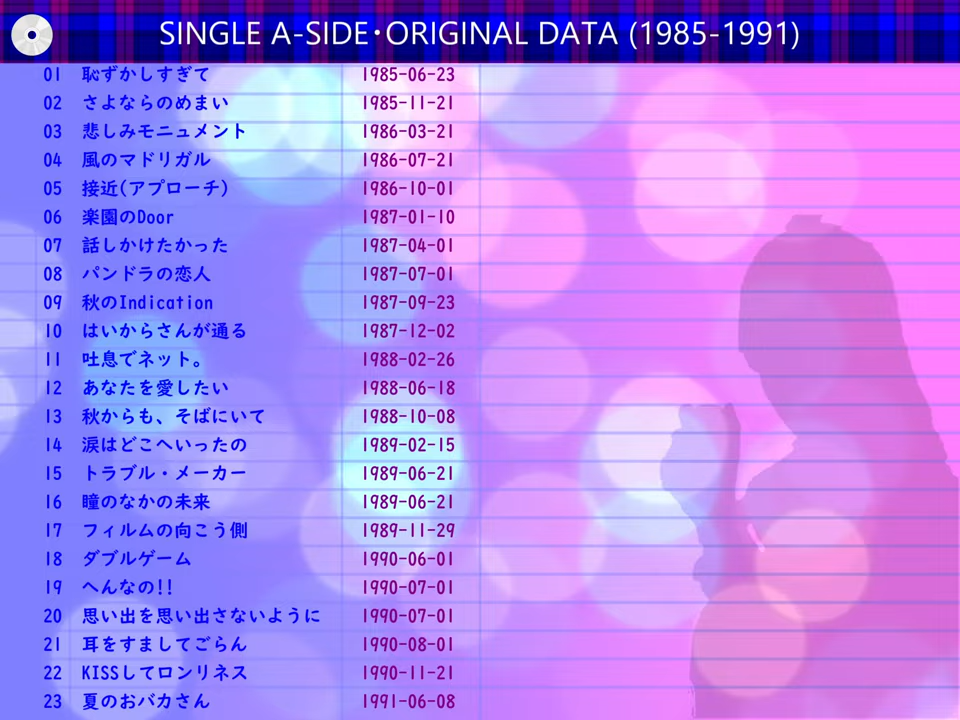 SINGLE A-SIDE・ORIGINAL DATA (1985-1991)
01 恥ずかしすぎて 1985-06-23
02 さよならのめまい 1985-11-21
03 悲しみモニュメント 1986-03-21
04 風のマドリガル 1986-07-21
05 接近(アプローチ) 1986-10-01
06 楽園のDoor 1987-01-10
07 話しかけたかった 1987-04-01
08 パンドラの恋人 1987-07-01
09 秋のIndication 1987-09-23
10 はいからさんが通る 1987-12-02
11 吐息でネット。 1988-02-26
12 あなたを愛したい 1988-06-18
13 秋からも、そばにいて 1988-10-08
14 涙はどこへいったの 1989-02-15
15 トラブル・メーカー 1989-06-21
16 瞳のなかの未来 1989-06-21
17 フィルムの向こう側 1989-11-29
18 ダブルゲーム 1990-06-01
19 へんなの!! 1990-07-01
20 思い出を思い出さないように 1990-07-01
21 耳をすましてごらん 1990-08-01
22 KISSしてロンリネス 1990-11-21
23 夏のおバカさん 1991-06-08